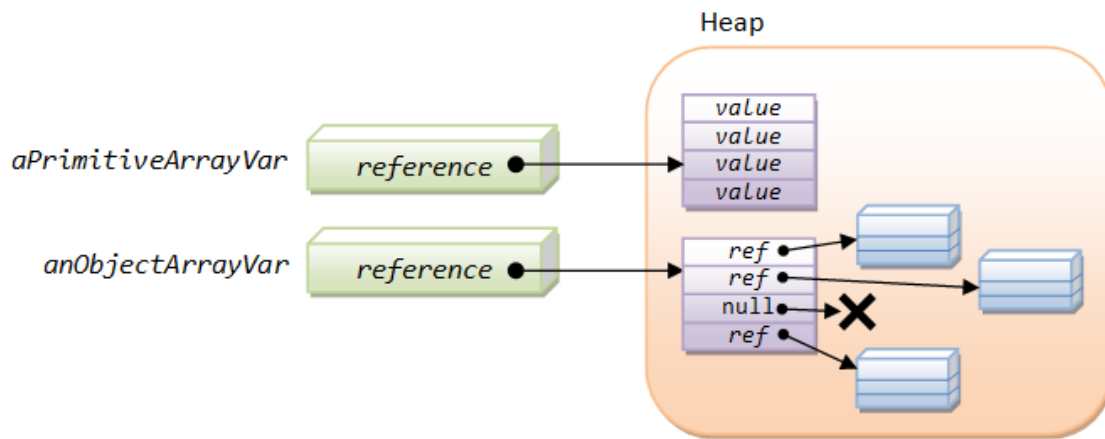 Heap
aPrimitiveArrayVar
reference
value
value
value
value
anObjectArrayVar
reference
ref
ref
null
ref